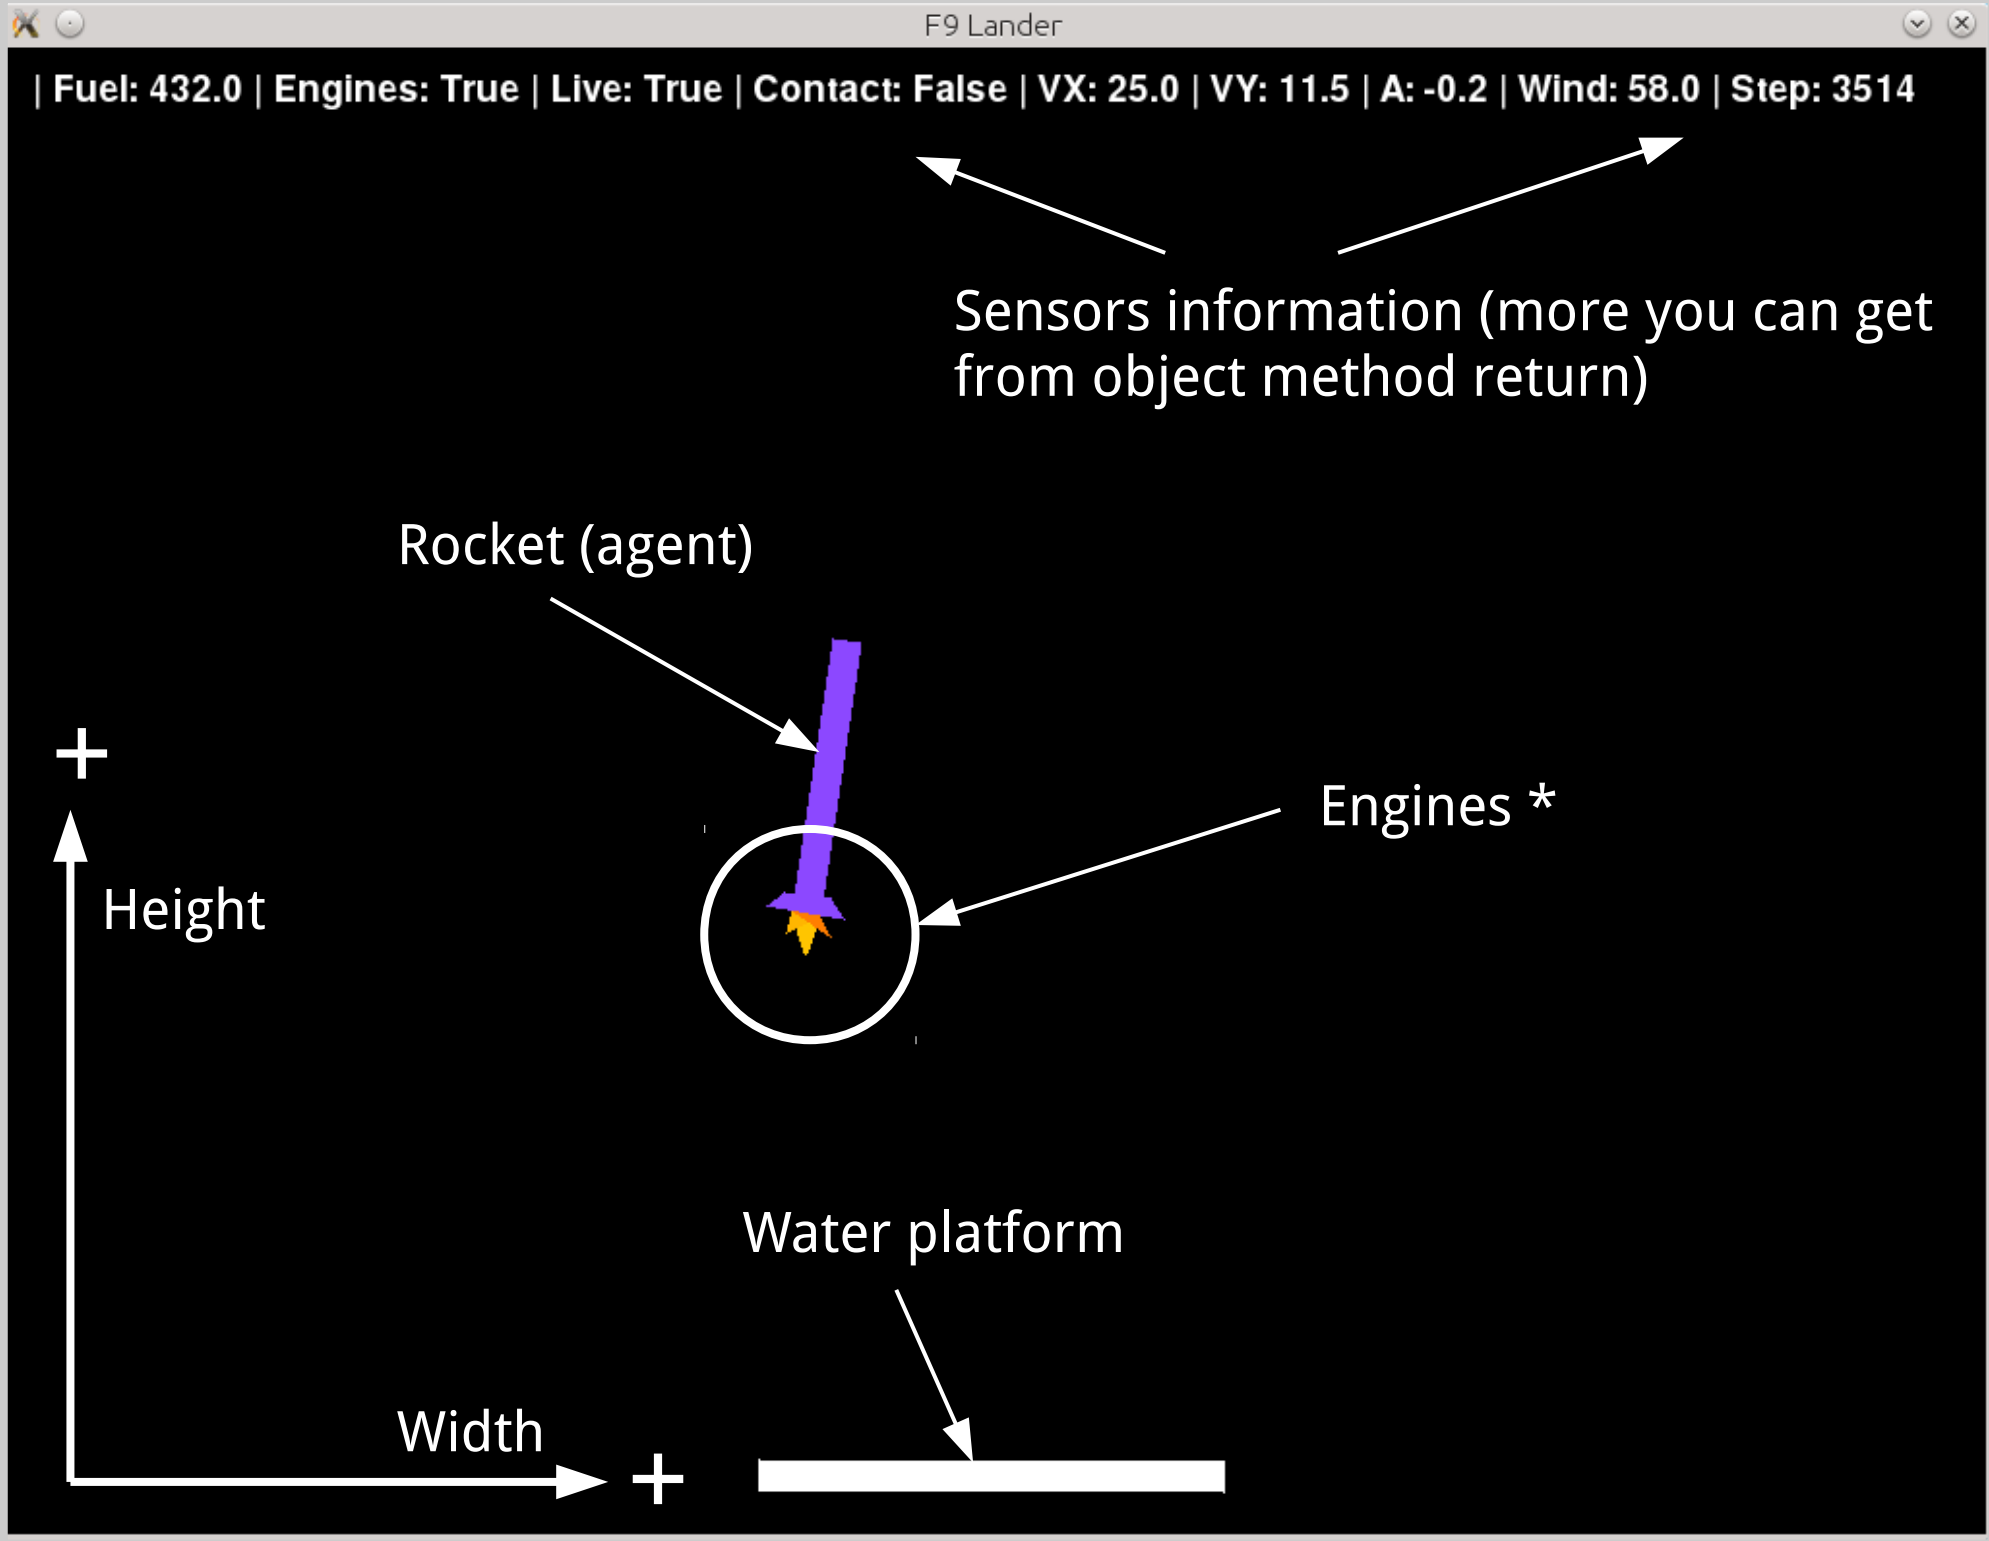 F9 Lander
| Fuel: 432.0 | Engines: True | Live: True | Contact: False | VX: 25.0 | VY: 11.5 | A: -0.2 | Wind: 58.0 | Step: 3514
Sensors information (more you can get
from object method return)
Rocket (agent)
+
Engines *
Height
Water platform
Width
+